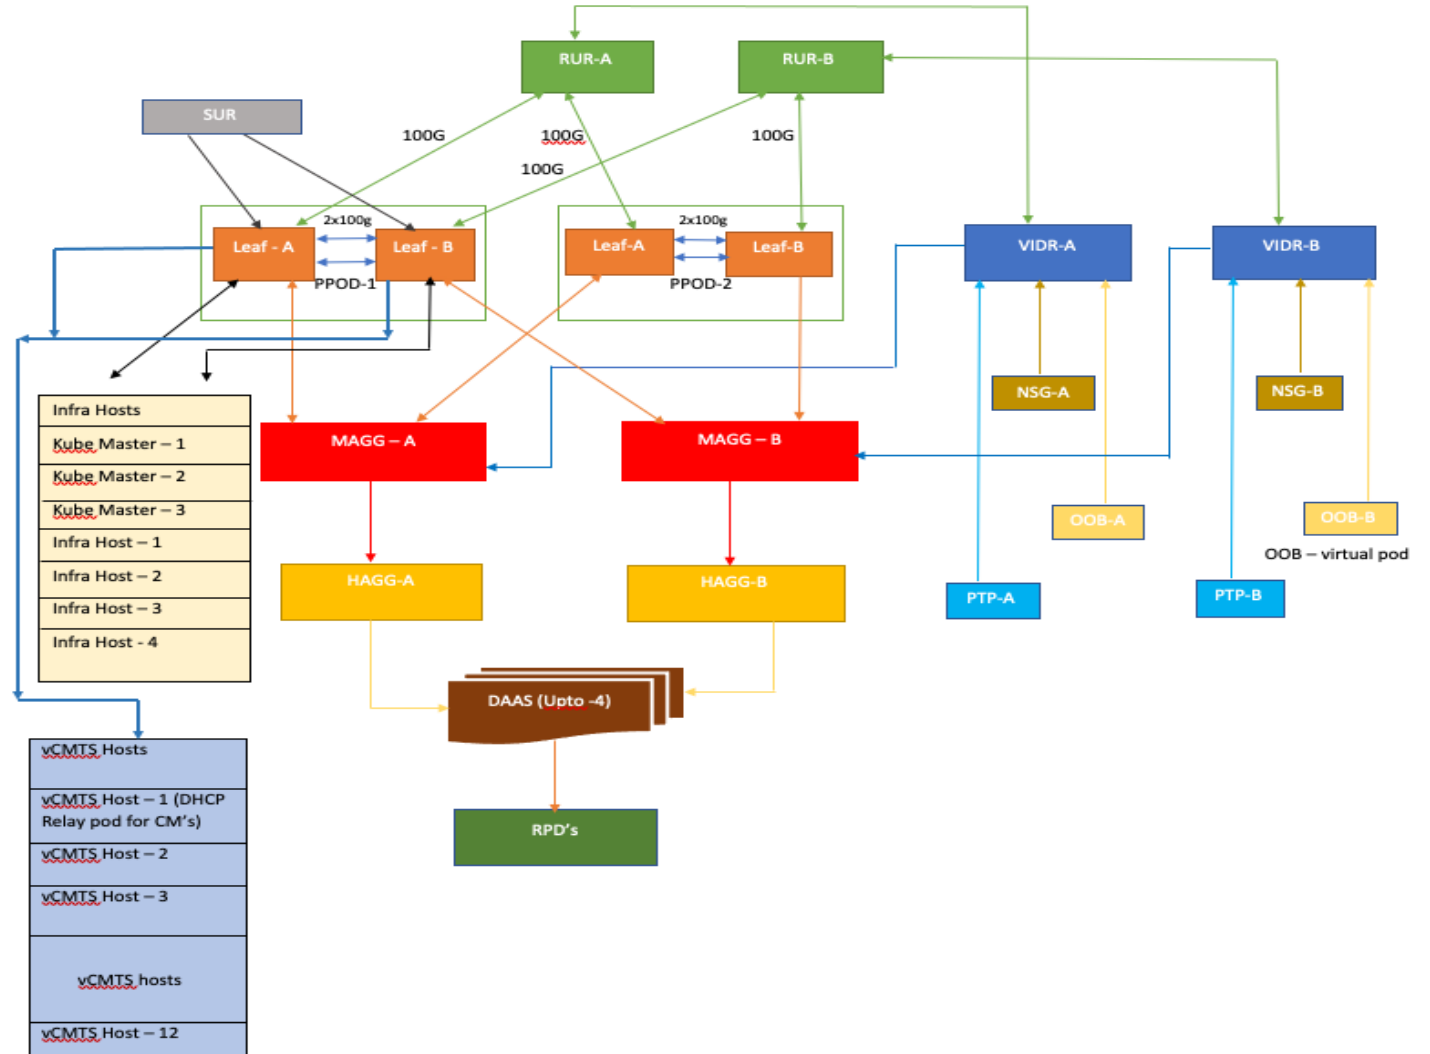 RUR-A
RUR-B
SUR
100G
100G
100G
100G
2x100g
2x100g
Leaf - A
Leaf - B
Leaf-A
Leaf-B
VIDR-A
VIDR-B
PPOD-1
PPOD-2
NSG-A
NSG-B
Infra Hosts
Kube Master – 1
Kube Master – 2
Kube Master – 3
Infra Host – 1
Infra Host – 2
Infra Host – 3
Infra Host - 4
MAGG – A
MAGG – B
OOB-A
OOB-B
OOB – virtual pod
HAGG-A
HAGG-B
PTP-A
PTP-B
DAAS (Upto -4)
RPD's
vCMTS Hosts
vCMTS Host – 1 (DHCP
Relay pod for CM's)
vCMTS Host – 2
vCMTS Host – 3
vCMTS hosts
vCMTS Host – 12